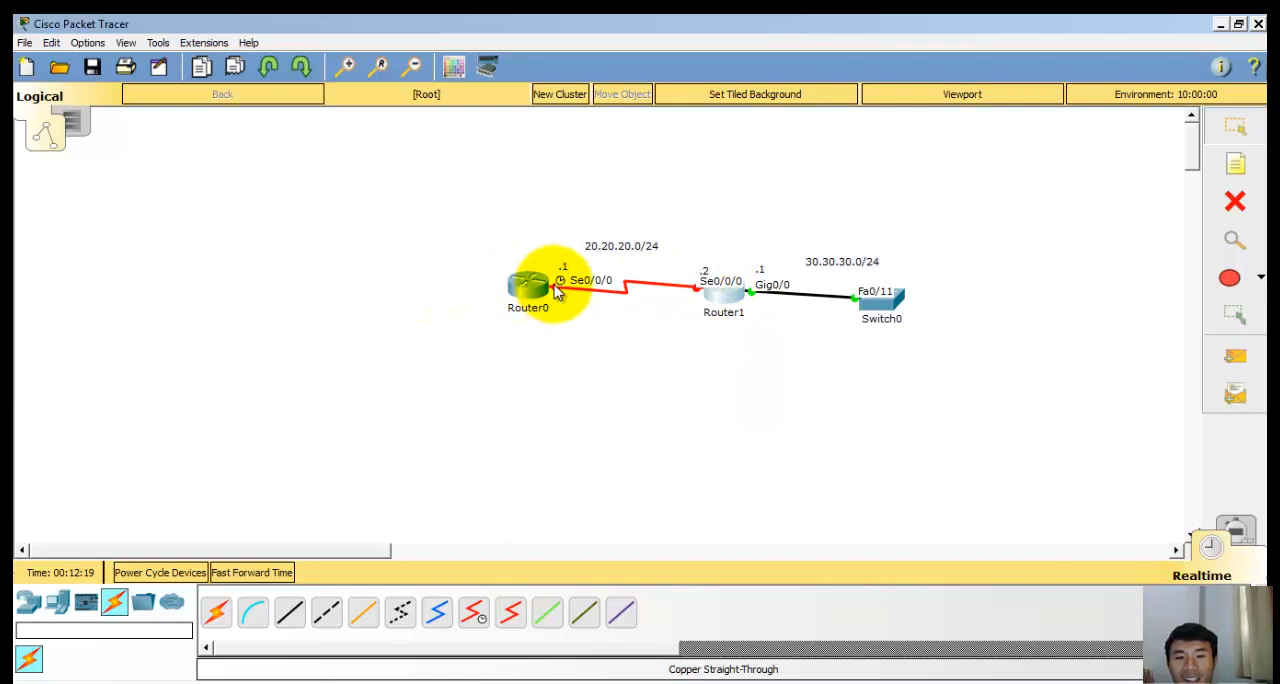 Cisco Packet Tracer
File Edit Options View Tools Extensions Help
Logical Back [Root] New Cluster Move Object Set Tiled Background Viewport Environment: 10:00:00
20.20.20.0/24
30.30.30.0/24
.1
.2
.1
Se0/0/0
Se0/0/0
Gig0/0
Fa0/11
Router0
Router1
Switch0
Time: 00:12:19 Power Cycle Devices Fast Forward Time
Realtime
Copper Straight-Through